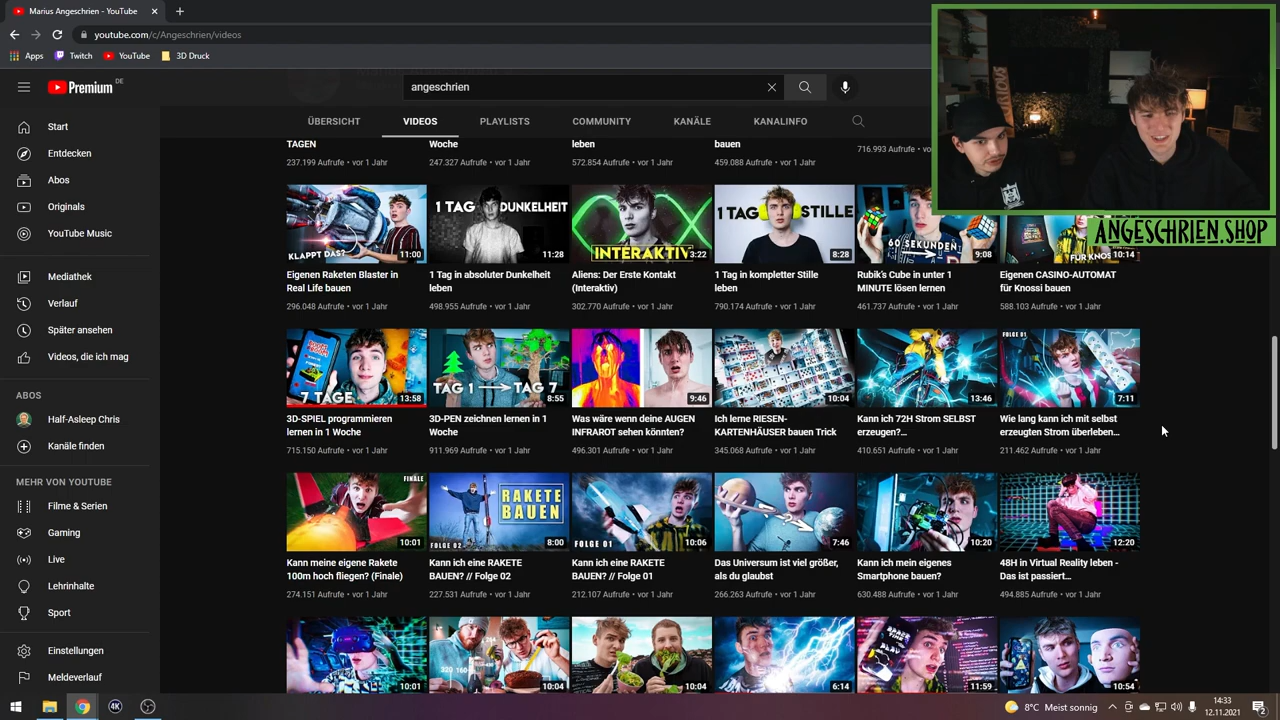 Marius Angeschrien - YouTube
youtube.com/c/Angeschrien/videos
Apps
Twitch
YouTube
3D Druck
Premium
DE
angeschrien
ÜBERSICHT
VIDEOS
PLAYLISTS
COMMUNITY
KANÄLE
KANALINFO
Start
Entdecken
Abos
Originals
YouTube Music
Mediathek
Verlauf
Später ansehen
Videos, die ich mag
ABOS
Half-Asleep Chris
Kanäle finden
MEHR VON YOUTUBE
Filme & Serien
Gaming
Live
Lehrinhalte
Sport
Einstellungen
Meldeverlauf
ANGESCHRIEN.SHOP
TAGEN
237.199 Aufrufe • vor 1 Jahr
Woche
247.327 Aufrufe • vor 1 Jahr
leben
572.854 Aufrufe • vor 1 Jahr
bauen
459.088 Aufrufe • vor 1 Jahr
716.993 Aufrufe • vor 1 Jahr
KLAPPT DAS?
11:00
Eigenen Raketen Blaster in
Real Life bauen
296.048 Aufrufe • vor 1 Jahr
1 TAG DUNKELHEIT
11:28
1 Tag in absoluter Dunkelheit
leben
498.955 Aufrufe • vor 1 Jahr
INTERAKTIV
3:22
Aliens: Der Erste Kontakt
(Interaktiv)
302.770 Aufrufe • vor 1 Jahr
1 TAG STILLE
8:28
1 Tag in kompletter Stille
leben
790.174 Aufrufe • vor 1 Jahr
60 SEKUNDEN
9:08
Rubik's Cube in unter 1
MINUTE lösen lernen
461.737 Aufrufe • vor 1 Jahr
FÜR KNOSSI
10:14
Eigenen CASINO-AUTOMAT
für Knossi bauen
588.103 Aufrufe • vor 1 Jahr
7 TAGE
13:58
3D-SPIEL programmieren
lernen in 1 Woche
715.150 Aufrufe • vor 1 Jahr
TAG 1 TAG 7
8:55
3D-PEN zeichnen lernen in 1
Woche
911.969 Aufrufe • vor 1 Jahr
9:46
Was wäre wenn deine AUGEN
INFRAROT sehen könnten?
496.301 Aufrufe • vor 1 Jahr
10:04
Ich lerne RIESEN-
KARTENHÄUSER bauen Trick
345.068 Aufrufe • vor 1 Jahr
13:46
Kann ich 72H Strom SELBST
erzeugen?…
410.651 Aufrufe • vor 1 Jahr
FOLGE 01
7:11
Wie lang kann ich mit selbst
erzeugten Strom überleben…
211.462 Aufrufe • vor 1 Jahr
FINALE
10:01
Kann meine eigene Rakete
100m hoch fliegen? (Finale)
274.151 Aufrufe • vor 1 Jahr
RAKETE
BAUEN
FOLGE 02
8:00
Kann ich eine RAKETE
BAUEN? // Folge 02
227.531 Aufrufe • vor 1 Jahr
FOLGE 01
10:06
Kann ich eine RAKETE
BAUEN? // Folge 01
212.107 Aufrufe • vor 1 Jahr
7:46
Das Universum ist viel größer,
als du glaubst
266.263 Aufrufe • vor 1 Jahr
10:20
Kann ich mein eigenes
Smartphone bauen?
630.488 Aufrufe • vor 1 Jahr
12:20
48H in Virtual Reality leben -
Das ist passiert…
494.885 Aufrufe • vor 1 Jahr
10:01
10:04
10:04
6:14
11:59
10:54
8°C Meist sonnig
14:33
12.11.2021
2